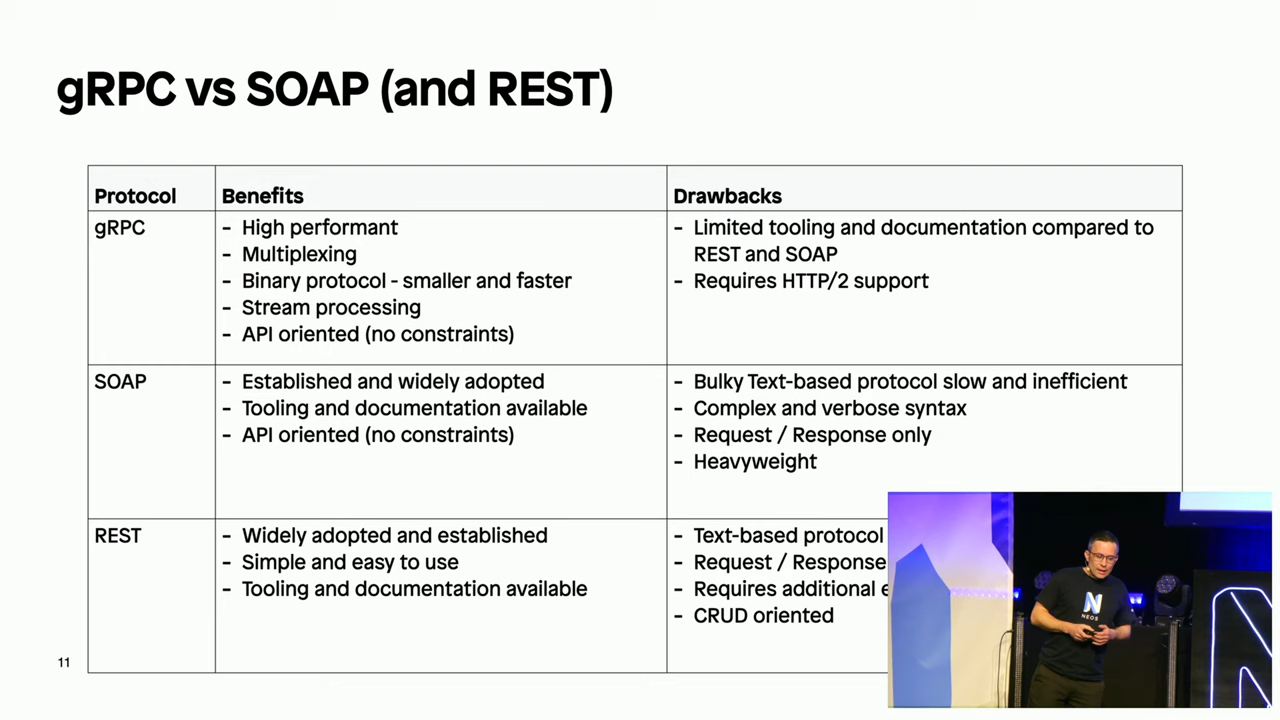 gRPC vs SOAP (and REST)
Protocol
Benefits
Drawbacks
gRPC
- High performant
- Multiplexing
- Binary protocol - smaller and faster
- Stream processing
- API oriented (no constraints)
- Limited tooling and documentation compared to
REST and SOAP
- Requires HTTP/2 support
SOAP
- Established and widely adopted
- Tooling and documentation available
- API oriented (no constraints)
- Bulky Text-based protocol slow and inefficient
- Complex and verbose syntax
- Request / Response only
- Heavyweight
REST
- Widely adopted and established
- Simple and easy to use
- Tooling and documentation available
- Text-based protocol
- Request / Response
- Requires additional
- CRUD oriented
N
NEOS
N
11